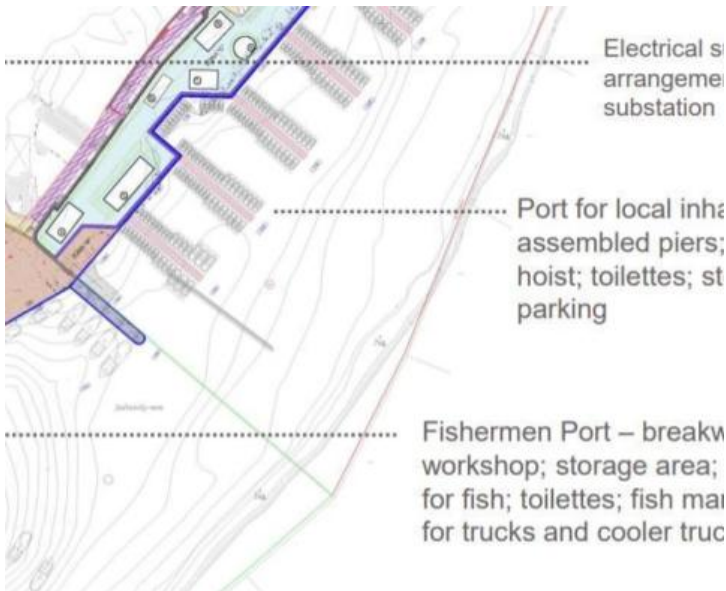 Electrical su
arrangemen
substation
Port for local inha
assembled piers;
hoist; toilettes; st
parking
Fishermen Port – breakw
workshop; storage area;
for fish; toilettes; fish mar
for trucks and cooler truc